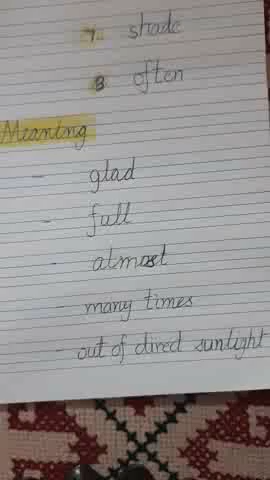 7. shade
8. often
Meaning
- glad
- full
- almost
- many times
- out of direct sunlight